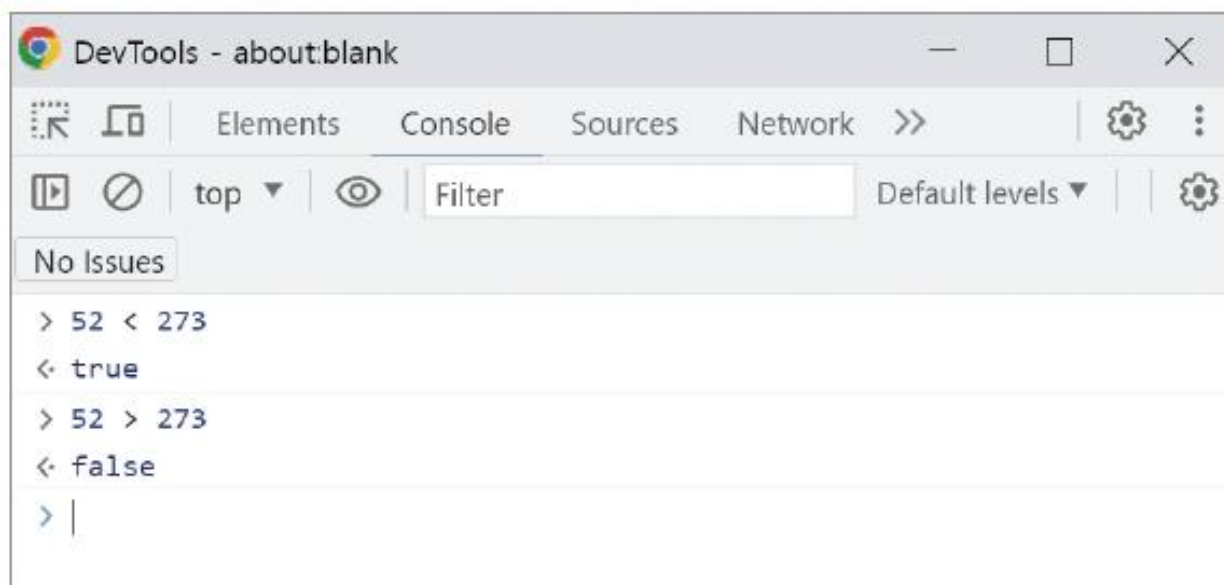 DevTools - about:blank
Elements Console Sources Network >>
top ▼ Filter Default levels ▼
No Issues
> 52 < 273
<· true
> 52 > 273
<· false
>